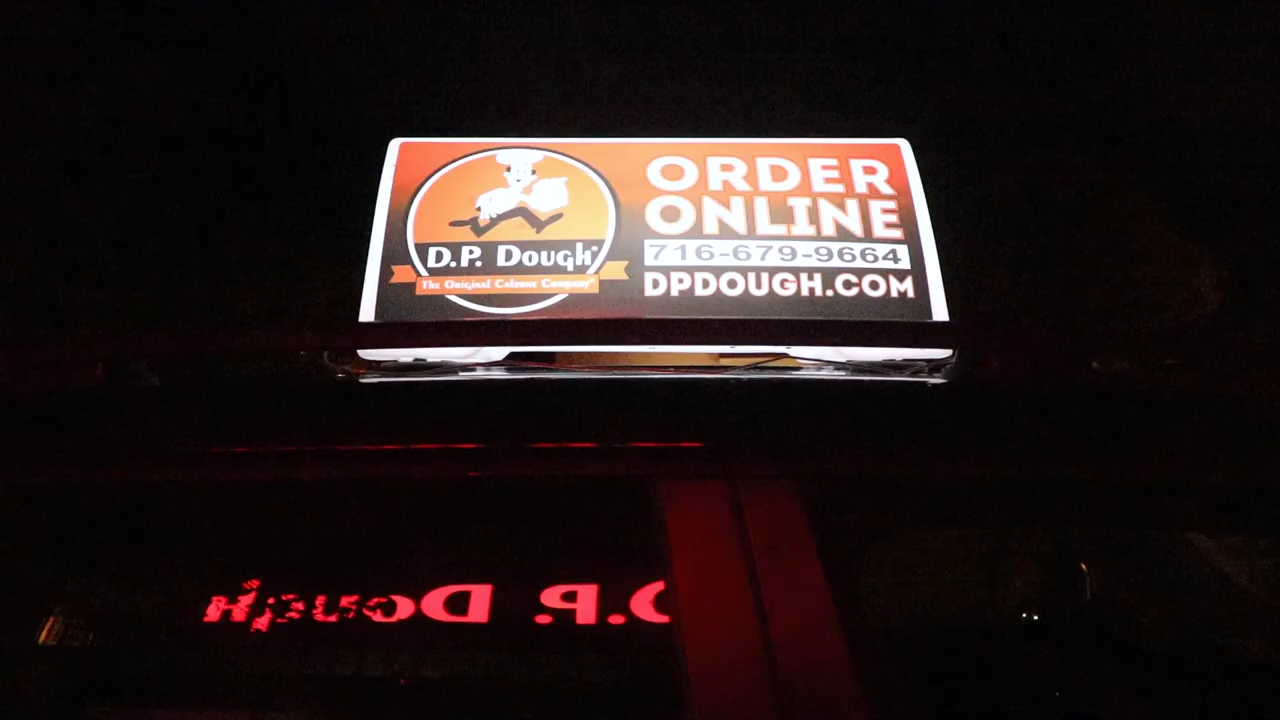 D.P. Dough®
The Original Calzone Company®
ORDER
ONLINE
716-679-9664
DPDOUGH.COM
D.P. Dough